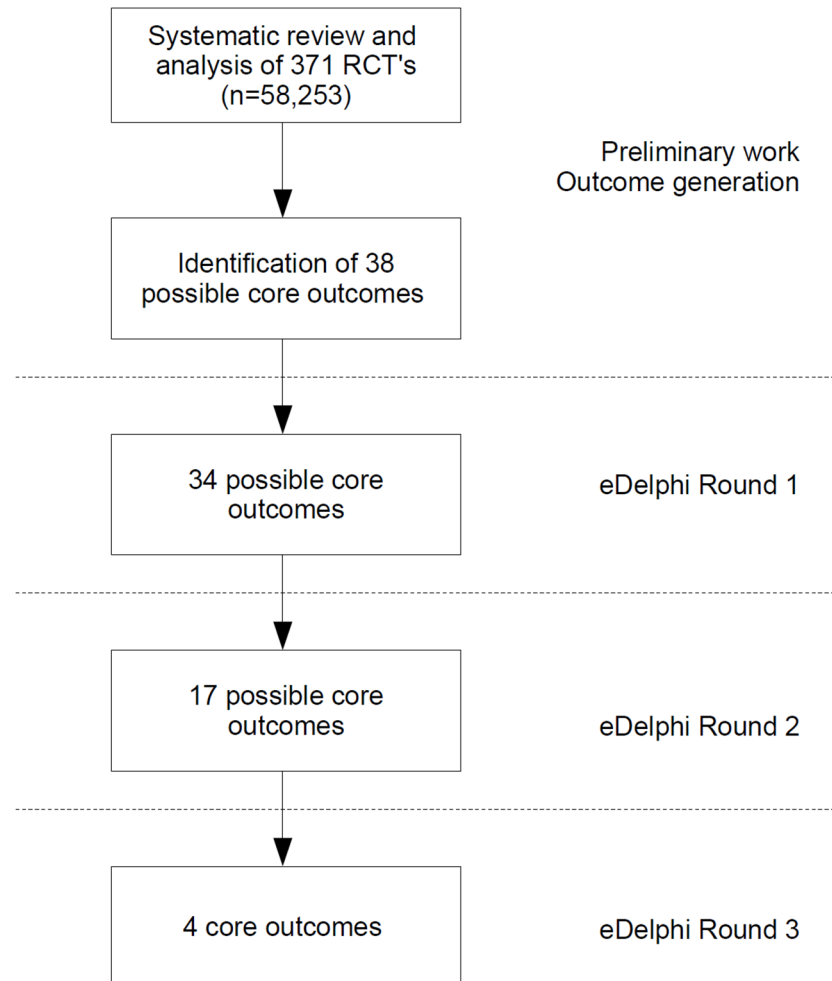 Systematic review and
analysis of 371 RCT's
(n=58,253)
Preliminary work
Outcome generation
Identification of 38
possible core outcomes
34 possible core
outcomes
eDelphi Round 1
17 possible core
outcomes
eDelphi Round 2
4 core outcomes
eDelphi Round 3